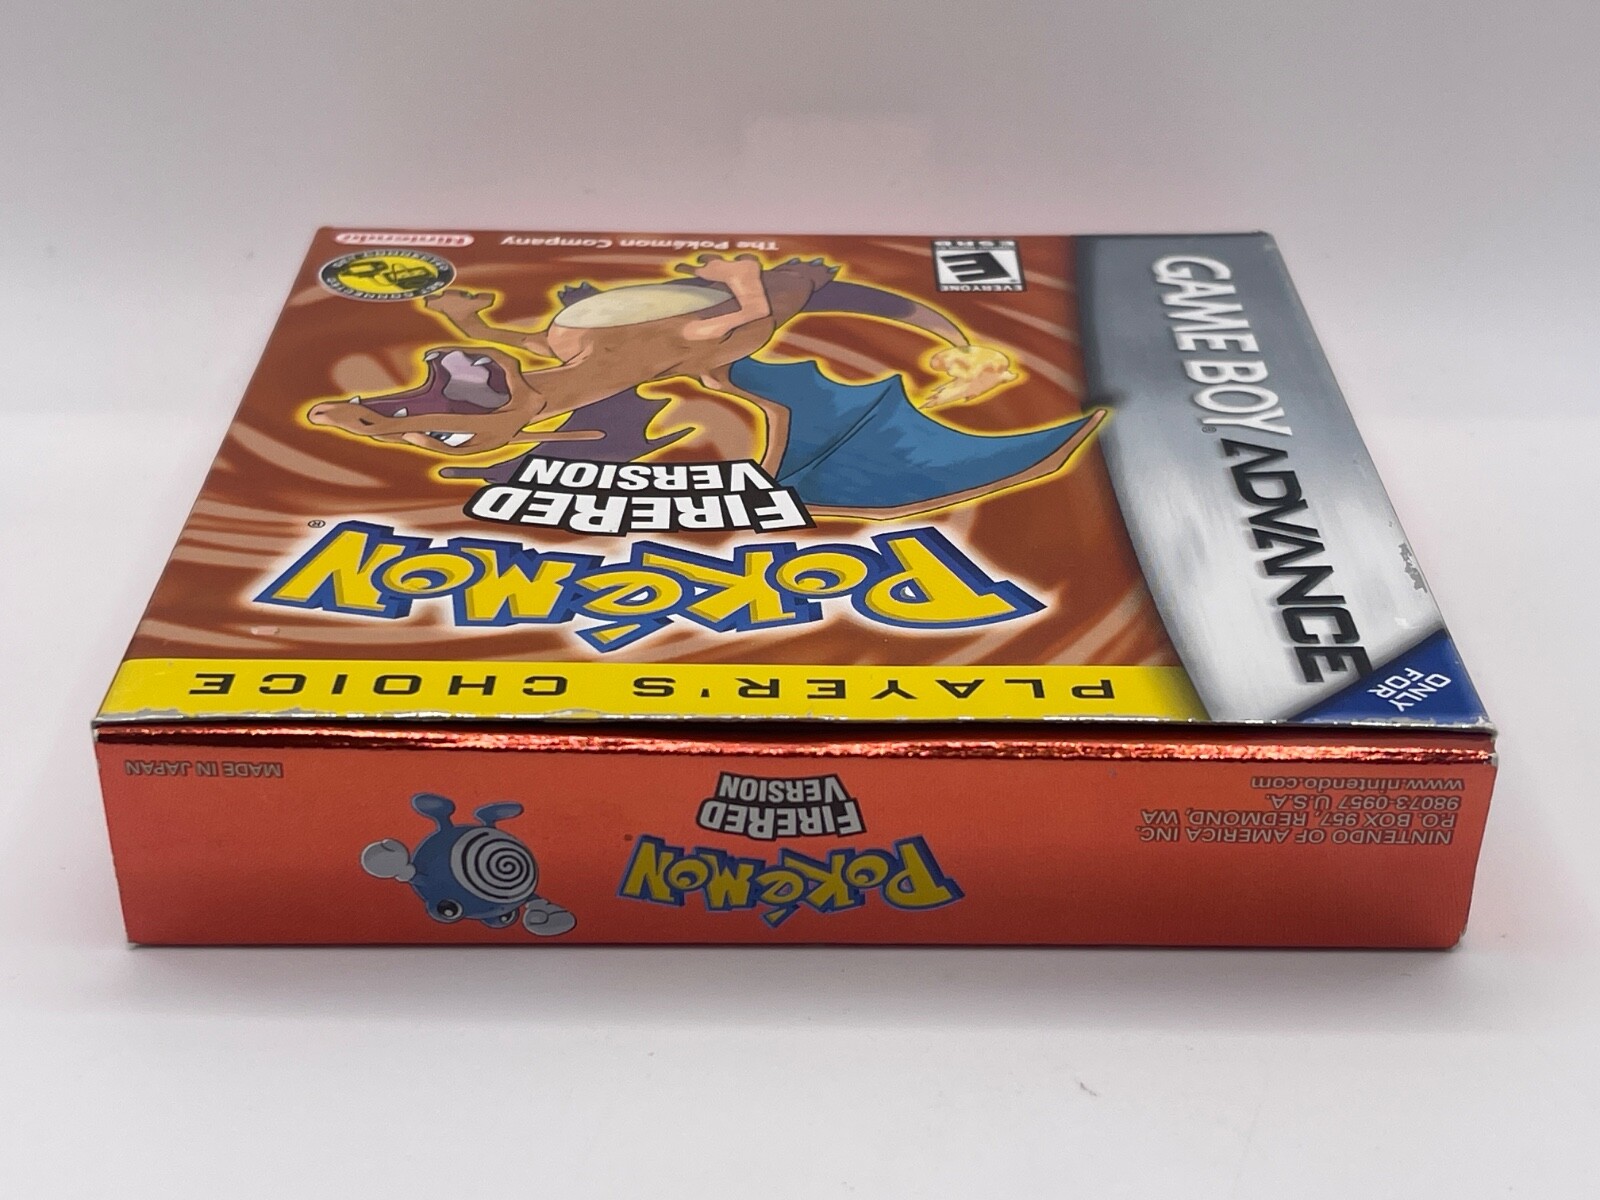 GAME BOY ADVANCE
ONLY
FOR
PLAYER'S CHOICE
POKéMON®
FIRERED
VERSION
EVERYONE
E
ESRB
The Pokémon Company
Nintendo
NINTENDO OF AMERICA INC.
P.O. BOX 957, REDMOND, WA
98073-0957 U.S.A.
www.nintendo.com
POKéMON
FIRERED
VERSION
MADE IN JAPAN